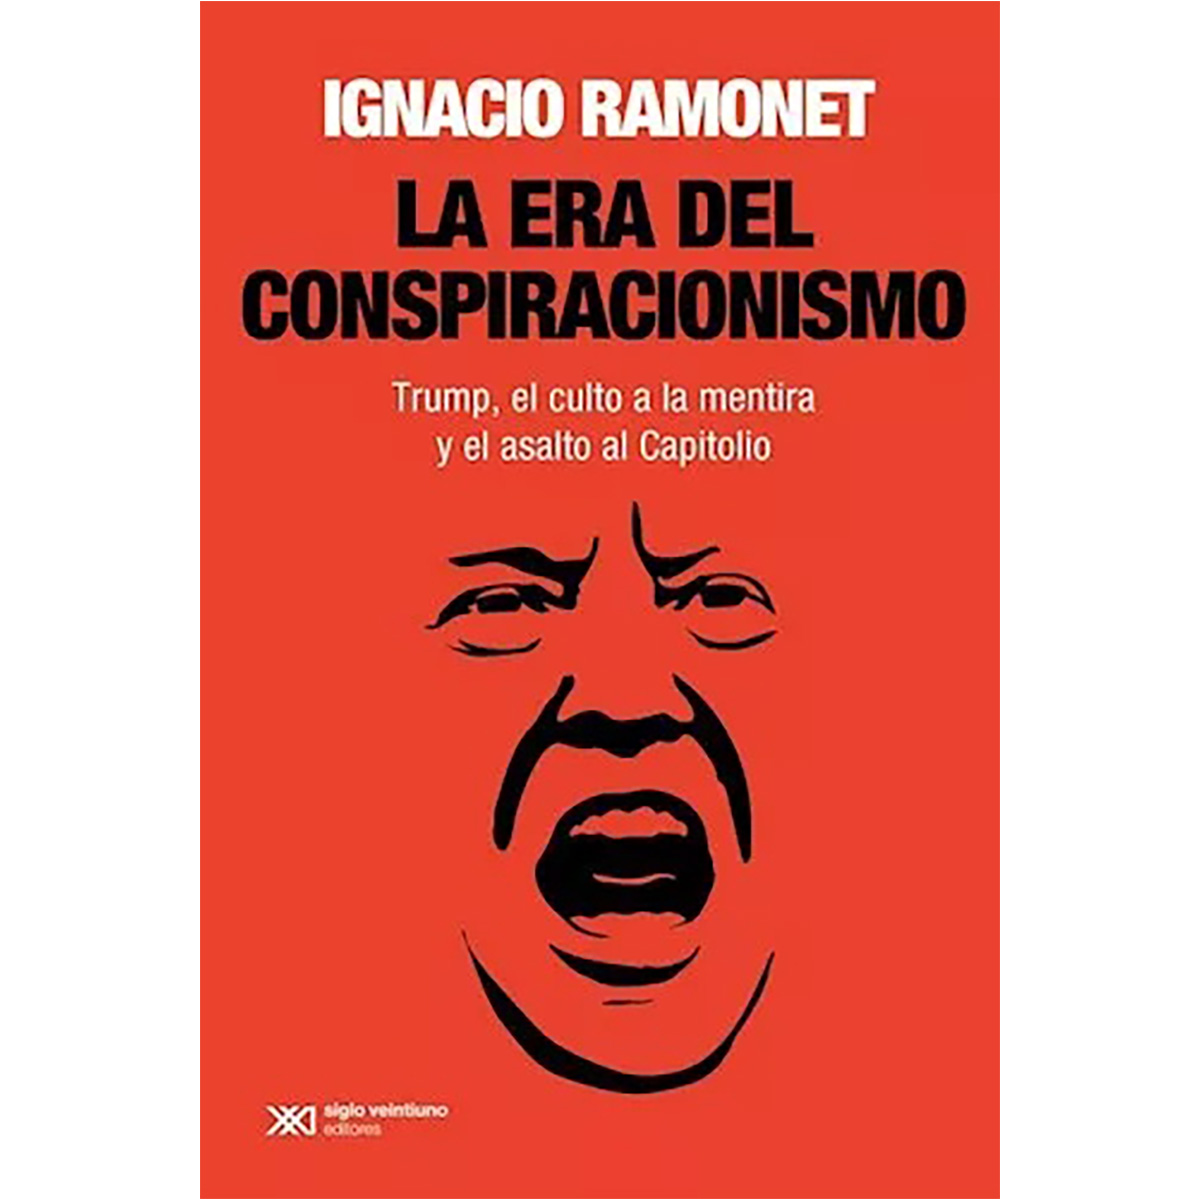 IGNACIO RAMONET
LA ERA DEL
CONSPIRACIONISMO
Trump, el culto a la mentira
y el asalto al Capitolio
siglo veintiuno
editores